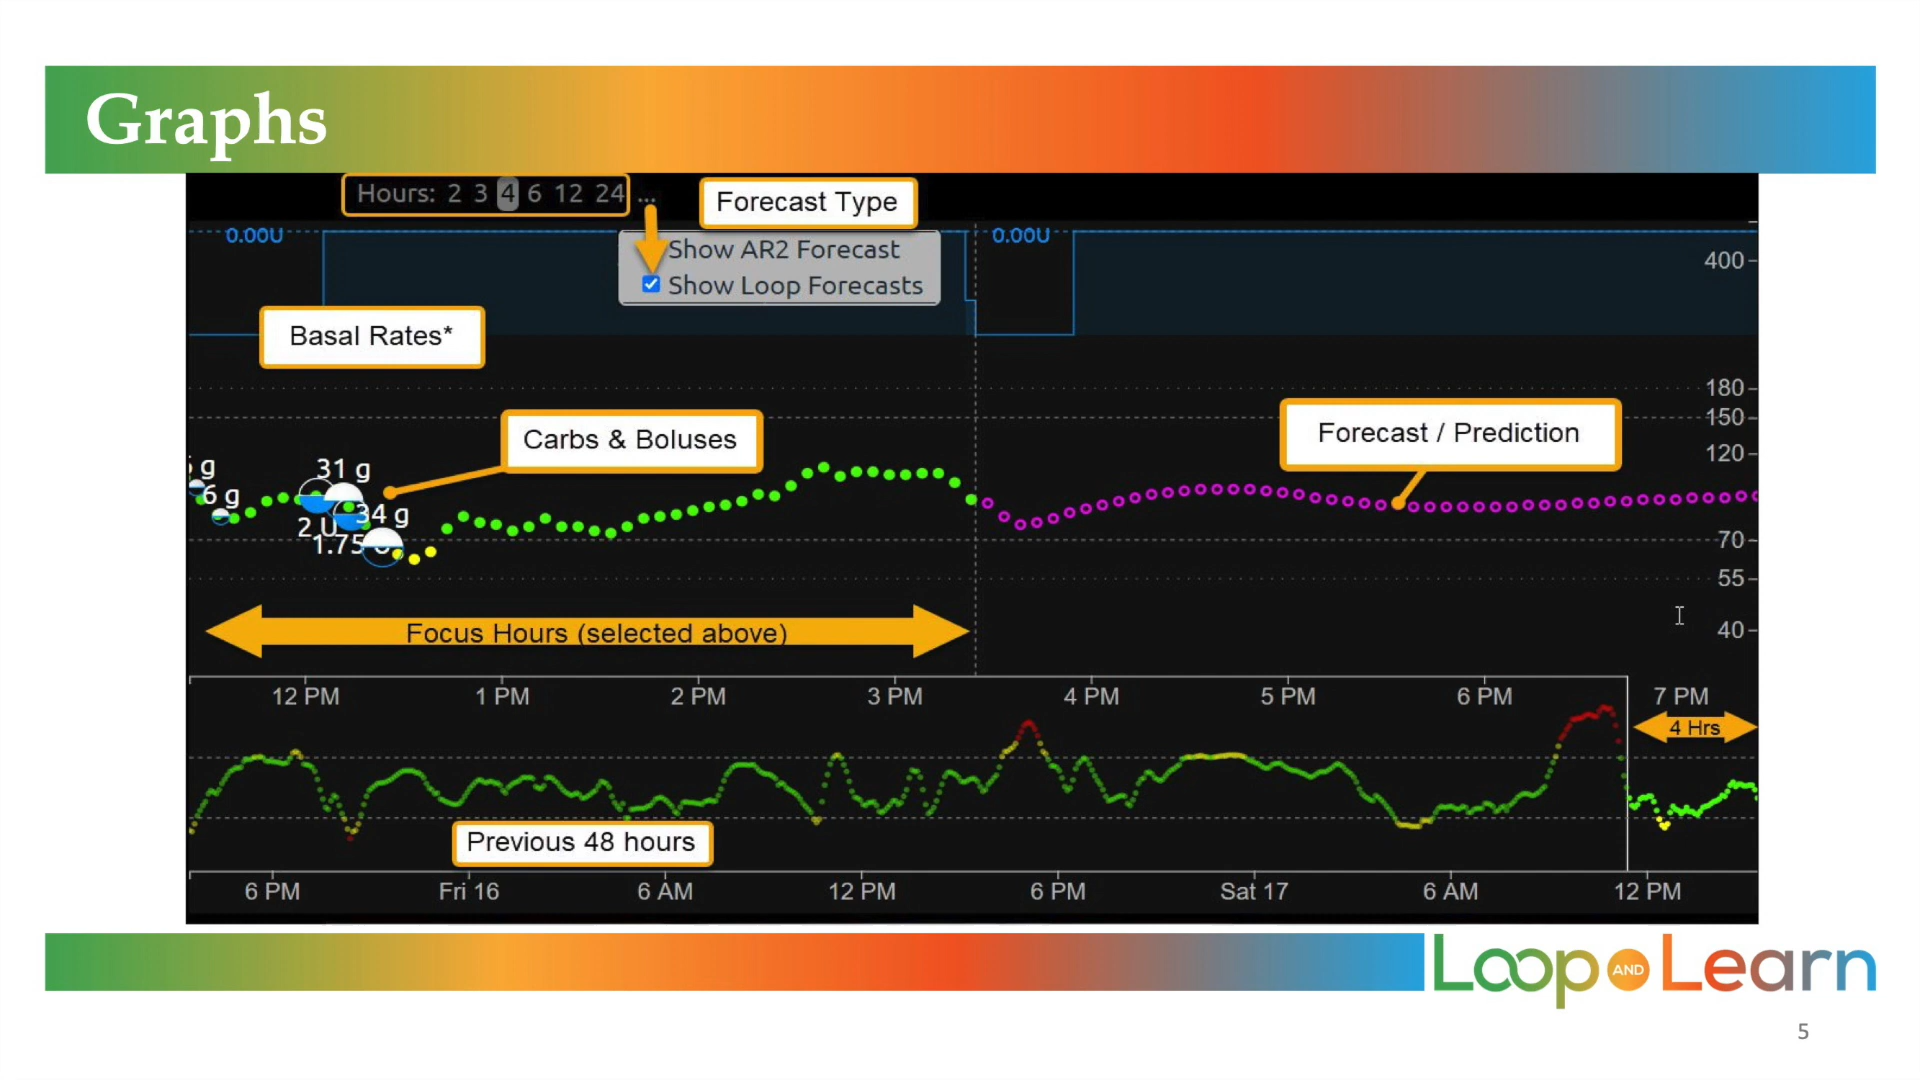 Graphs
Hours: 2 3 4 6 12 24 ...
Forecast Type
0.00U
0.00U
Show AR2 Forecast
Show Loop Forecasts
400
Basal Rates*
180
150
120
Carbs & Boluses
Forecast / Prediction
g
6 g
31 g
2 U
34 g
1.75
70
55
40
Focus Hours (selected above)
12 PM 1 PM 2 PM 3 PM 4 PM 5 PM 6 PM 7 PM
4 Hrs
Previous 48 hours
6 PM Fri 16 6 AM 12 PM 6 PM Sat 17 6 AM 12 PM
Loop AND Learn
5